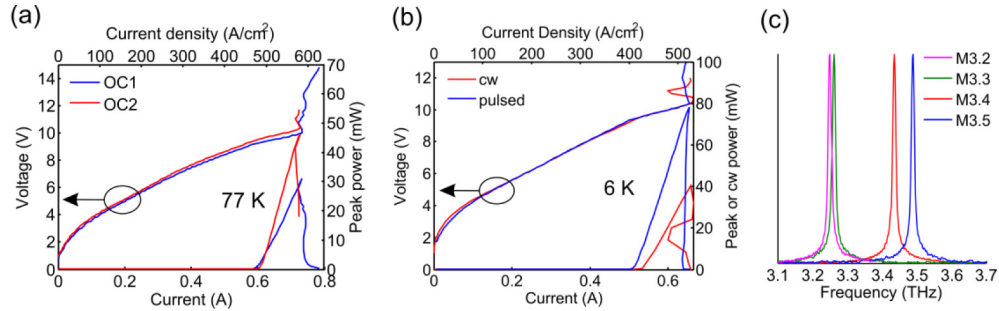 (a)
Current density (A/cm²)
0 100 200 300 400 500 600
14
12
10
8
6
4
2
0
Voltage (V)
OC1
OC2
77 K
70
60
50
40
30
20
10
0
Peak power (mW)
0 0.2 0.4 0.6 0.8
Current (A)
(b)
Current Density (A/cm²)
0 100 200 300 400 500
12
10
8
6
4
2
0
Voltage (V)
cw
pulsed
6 K
100
80
60
40
20
0
Peak or cw power (mW)
0 0.2 0.4 0.6
Current (A)
(c)
M3.2
M3.3
M3.4
M3.5
3.1 3.2 3.3 3.4 3.5 3.6 3.7
Frequency (THz)